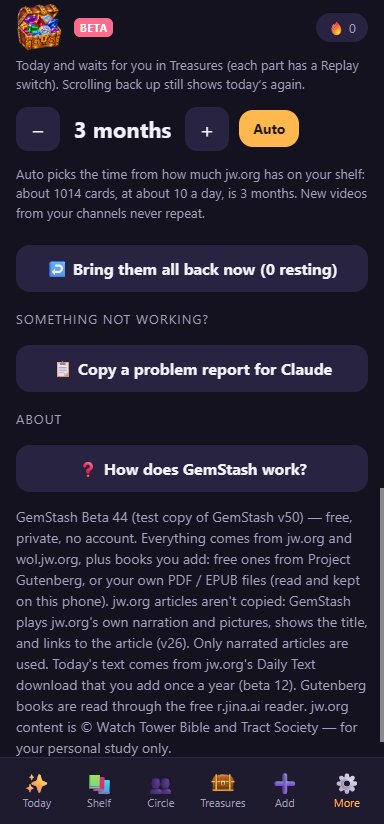 BETA
0
Today and waits for you in Treasures (each part has a Replay
switch). Scrolling back up still shows today's again.
− 3 months + Auto
Auto picks the time from how much jw.org has on your shelf:
about 1014 cards, at about 10 a day, is 3 months. New videos
from your channels never repeat.
Bring them all back now (0 resting)
SOMETHING NOT WORKING?
Copy a problem report for Claude
ABOUT
How does GemStash work?
GemStash Beta 44 (test copy of GemStash v50) — free,
private, no account. Everything comes from jw.org and
wol.jw.org, plus books you add: free ones from Project
Gutenberg, or your own PDF / EPUB files (read and kept
on this phone). jw.org articles aren't copied: GemStash
plays jw.org's own narration and pictures, shows the title,
and links to the article (v26). Only narrated articles are
used. Today's text comes from jw.org's Daily Text
download that you add once a year (beta 12). Gutenberg
books are read through the free r.jina.ai reader. jw.org
content is © Watch Tower Bible and Tract Society — for
your personal study only.
Today Shelf Circle Treasures Add More